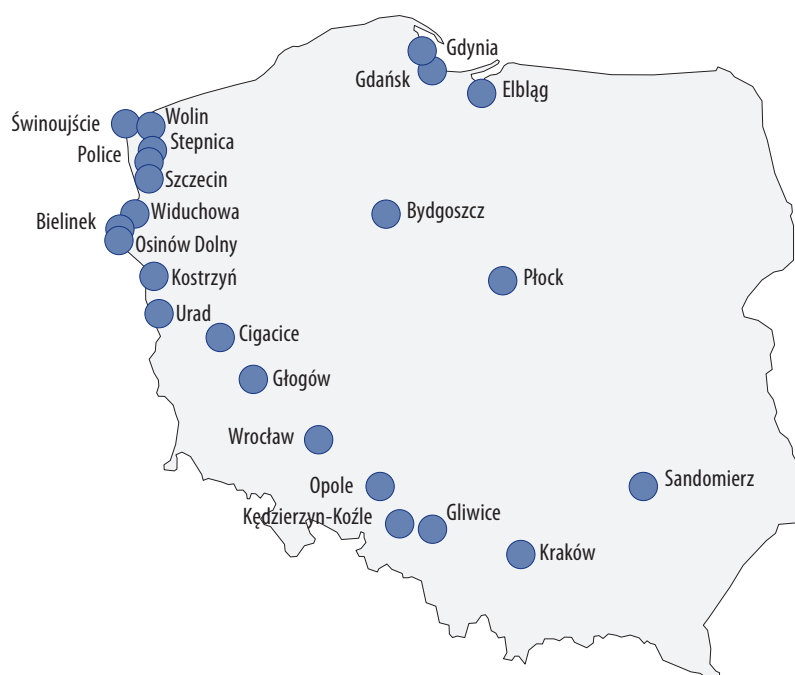 Gdynia
Gdańsk
Elbląg
Świnoujście
Wolin
Stepnica
Police
Szczecin
Widuchowa
Bielinek
Osinów Dolny
Bydgoszcz
Kostrzyń
Płock
Urad
Cigacice
Głogów
Wrocław
Opole
Sandomierz
Kędzierzyn-Koźle
Gliwice
Kraków